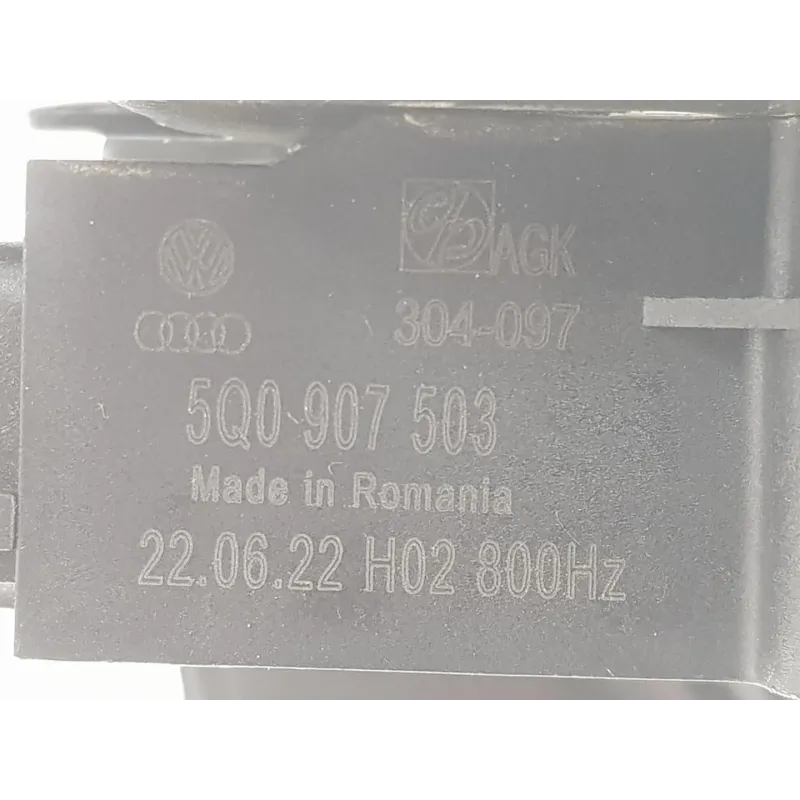 AGK
304-097
5Q0 907 503
Made in Romania
22.06.22 H02 800Hz